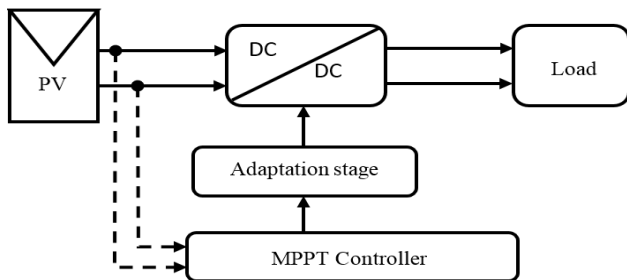 DC
DC
PV
Load
Adaptation stage
MPPT Controller